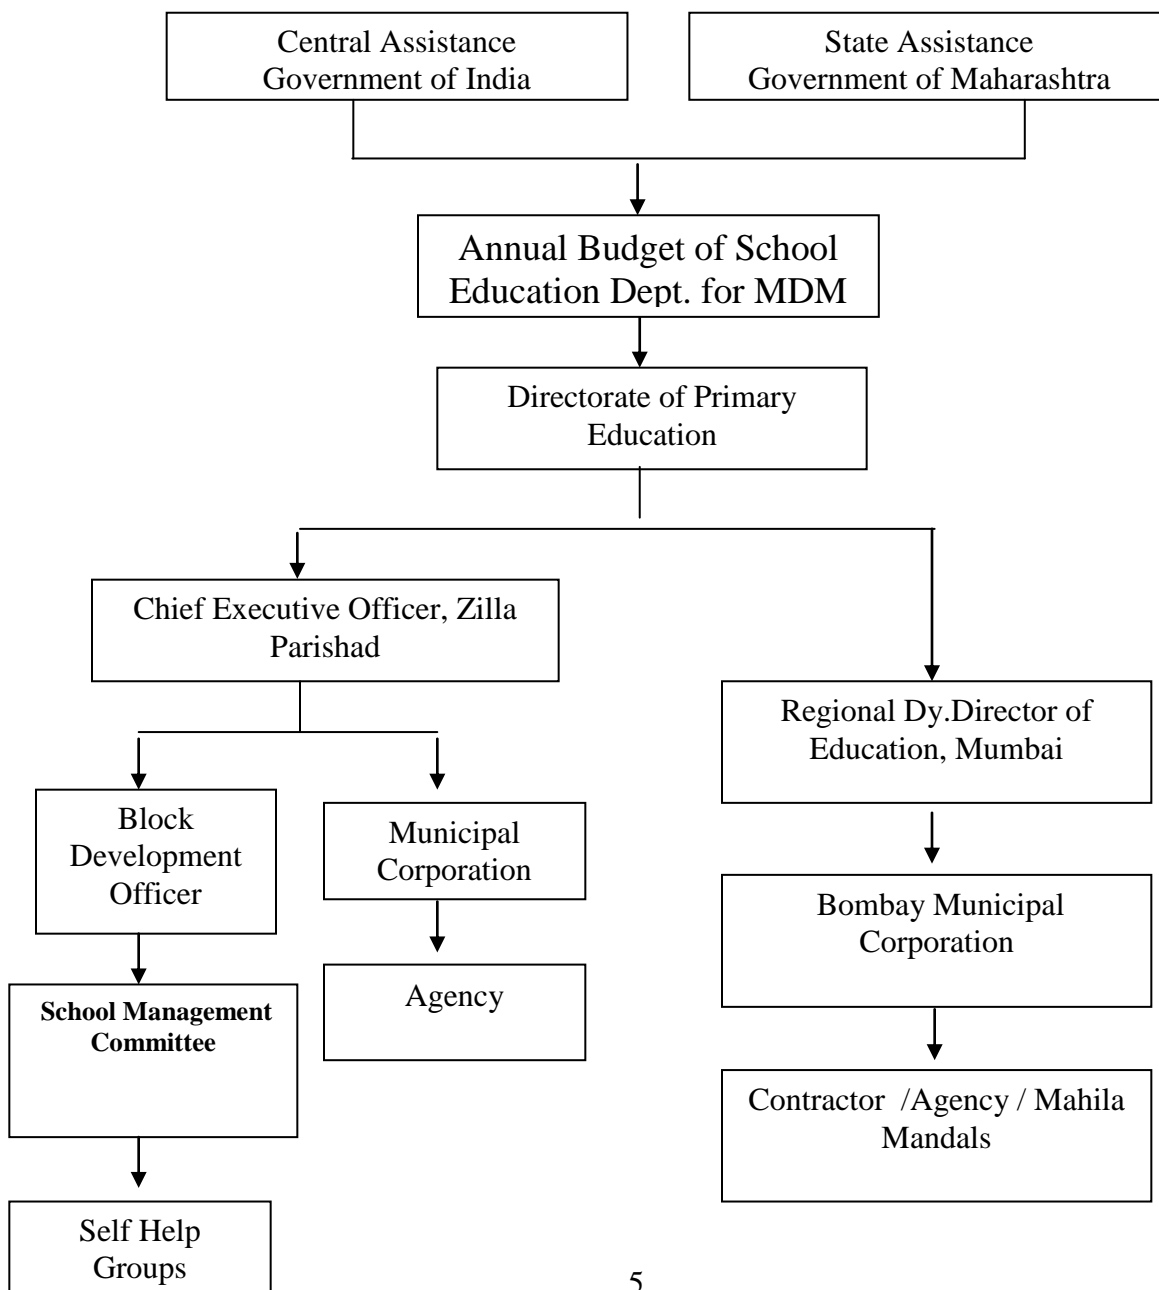 Central Assistance
Government of India
State Assistance
Government of Maharashtra
Annual Budget of School
Education Dept. for MDM
Directorate of Primary
Education
Chief Executive Officer, Zilla
Parishad
Regional Dy.Director of
Education, Mumbai
Block
Development
Officer
Municipal
Corporation
Bombay Municipal
Corporation
School Management
Committee
Agency
Contractor /Agency / Mahila
Mandals
Self Help
Groups
5